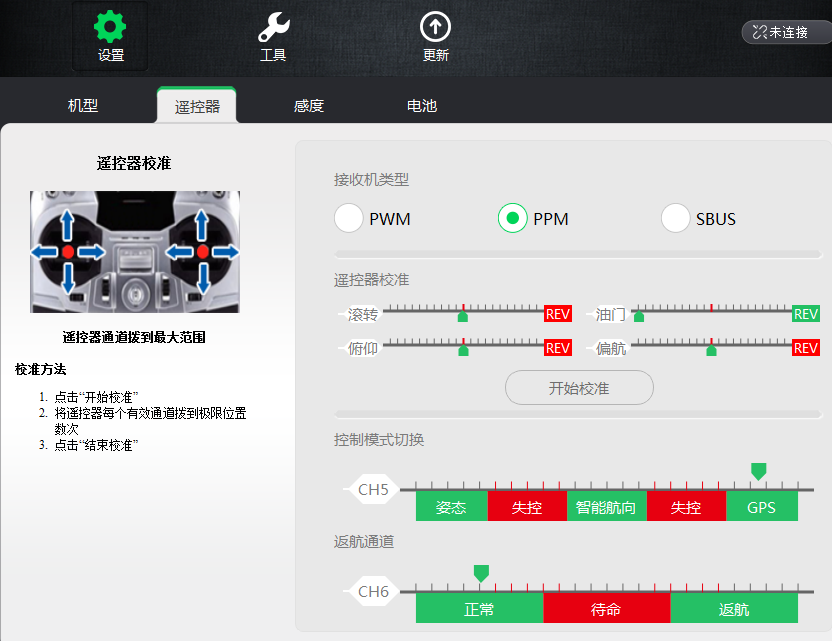 设置
工具
更新
未连接
机型
遥控器
感度
电池
遥控器校准
遥控器通道拨到最大范围
校准方法
1. 点击“开始校准”
2. 将遥控器每个有效通道拨到极限位置
数次
3. 点击“结束校准”
接收机类型
PWM
PPM
SBUS
遥控器校准
滚转 REV
油门 REV
俯仰 REV
偏航 REV
开始校准
控制模式切换
CH5
姿态 失控 智能航向 失控 GPS
返航通道
CH6
正常 待命 返航